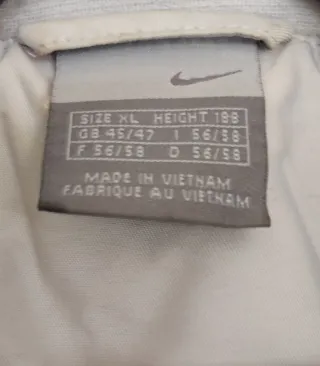 SIZE XL HEIGHT 188
GB 45/47 I 56/58
F 56/58 D 56/58
MADE IN VIETNAM
FABRIQUE AU VIETNAM